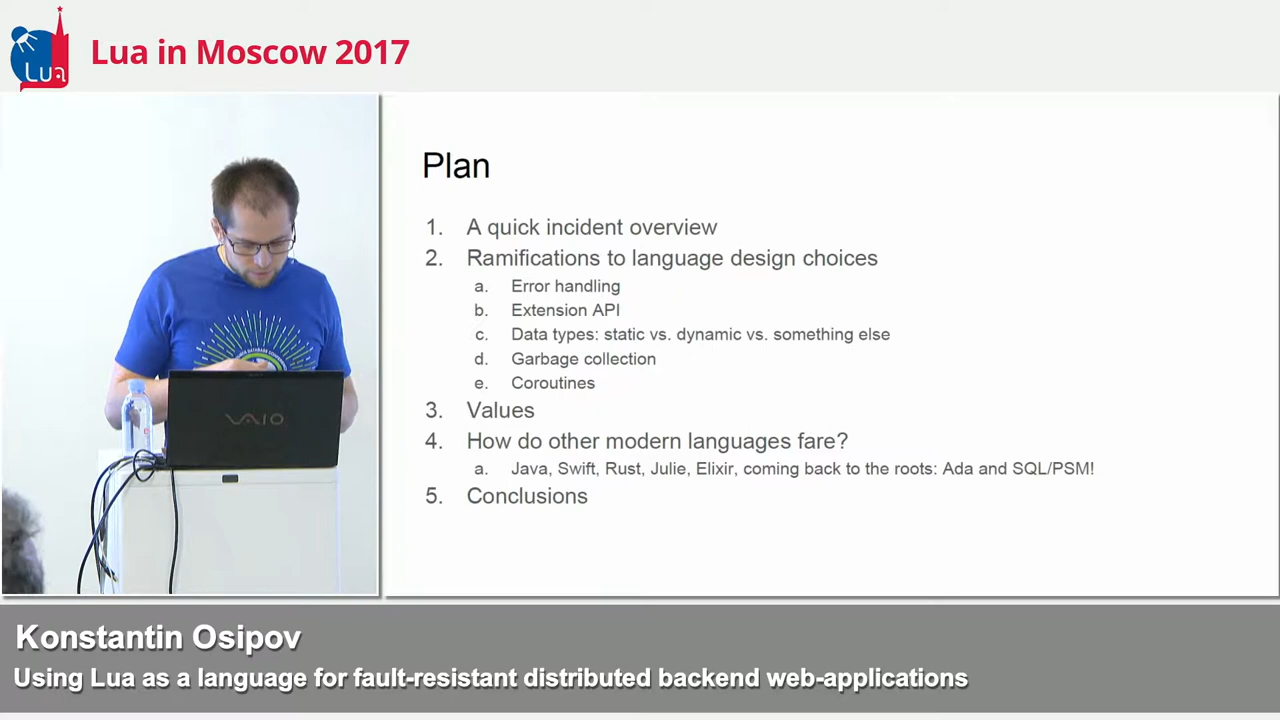 Lua in Moscow 2017
Lua
Plan
1. A quick incident overview
2. Ramifications to language design choices
a. Error handling
b. Extension API
c. Data types: static vs. dynamic vs. something else
d. Garbage collection
e. Coroutines
3. Values
4. How do other modern languages fare?
a. Java, Swift, Rust, Julie, Elixir, coming back to the roots: Ada and SQL/PSM!
5. Conclusions
VAIO
Konstantin Osipov
Using Lua as a language for fault-resistant distributed backend web-applications